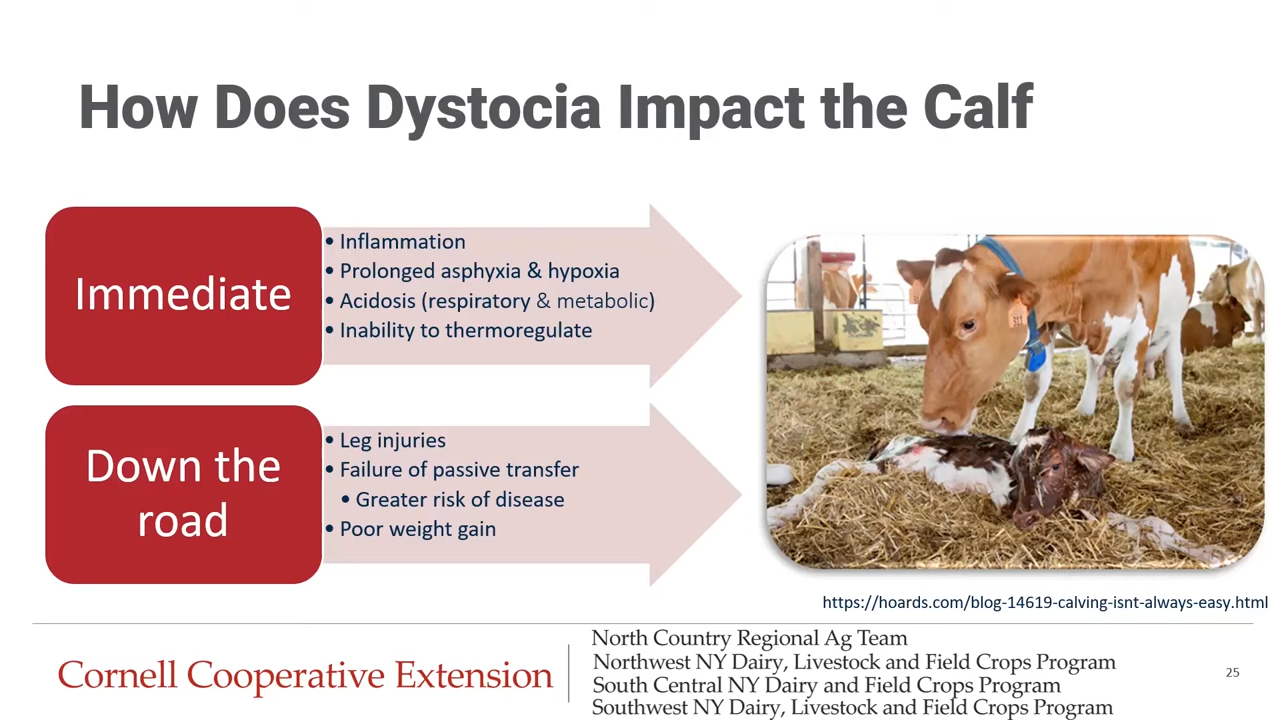 How Does Dystocia Impact the Calf
Immediate
• Inflammation
• Prolonged asphyxia & hypoxia
• Acidosis (respiratory & metabolic)
• Inability to thermoregulate
Down the
road
• Leg injuries
• Failure of passive transfer
• Greater risk of disease
• Poor weight gain
https://hoards.com/blog-14619-calving-isnt-always-easy.html
Cornell Cooperative Extension
North Country Regional Ag Team
Northwest NY Dairy, Livestock and Field Crops Program
South Central NY Dairy and Field Crops Program
Southwest NY Dairy, Livestock and Field Crops Program
25